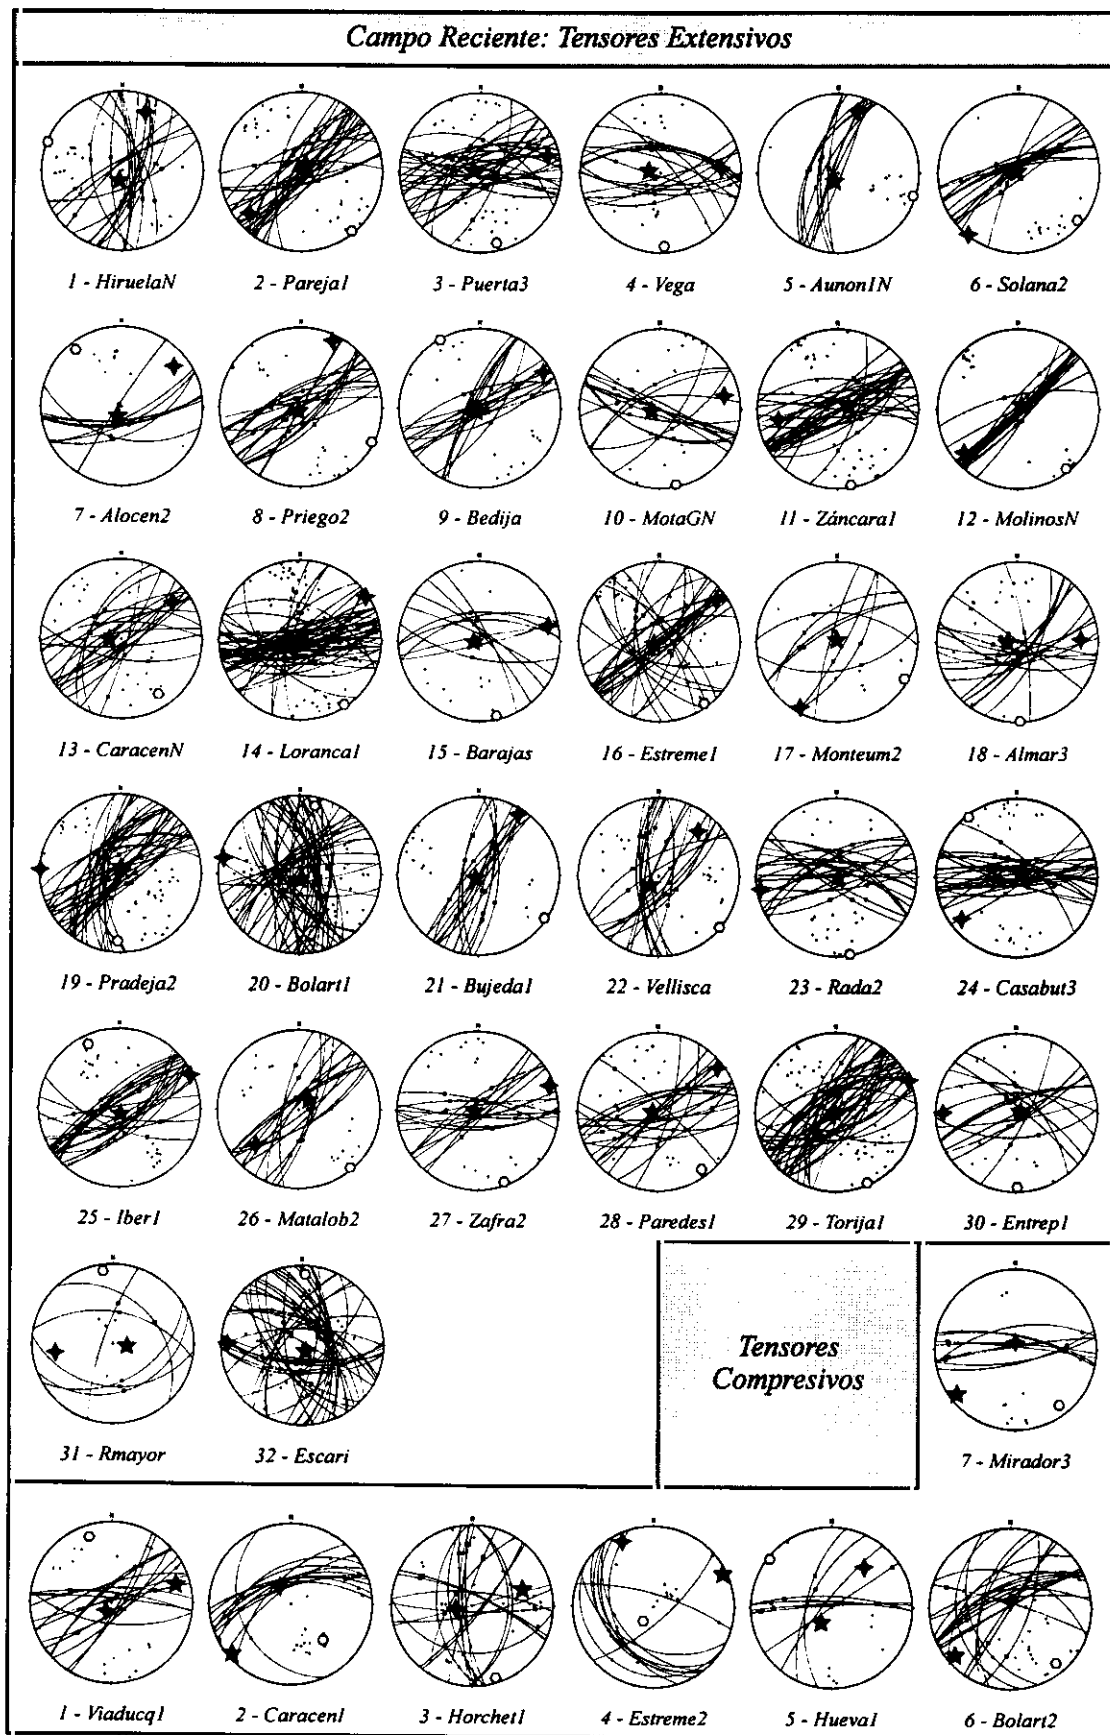 Campo Reciente: Tensores Extensivos
1 - HiruelaN
2 - Pareja1
3 - Puerta3
4 - Vega
5 - Aunon1N
6 - Solana2
7 - Alocen2
8 - Priego2
9 - Bedija
10 - MotaGN
11 - Záncara1
12 - MolinosN
13 - CaracenN
14 - Loranca1
15 - Barajas
16 - Estreme1
17 - Monteum2
18 - Almar3
19 - Pradeja2
20 - Bolart1
21 - Bujeda1
22 - Vellisca
23 - Rada2
24 - Casabut3
25 - Iber1
26 - Matalob2
27 - Zafra2
28 - Paredes1
29 - Torija1
30 - Entrep1
31 - Rmayor
32 - Escari
Tensores
Compresivos
7 - Mirador3
1 - Viaducq1
2 - Caracen1
3 - Horchet1
4 - Estreme2
5 - Hueva1
6 - Bolart2